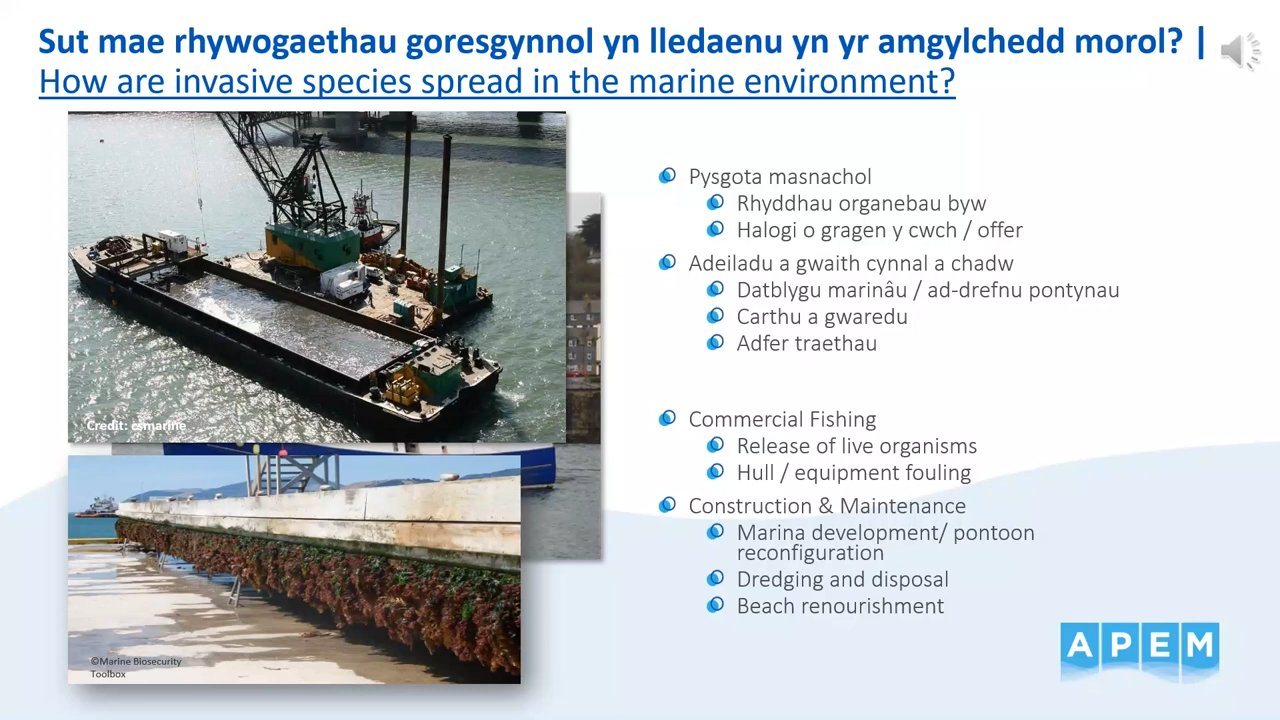 Sut mae rhywogaethau goresgynnol yn lledaenu yn yr amgylchedd morol? |
How are invasive species spread in the marine environment?
Pysgota masnachol
Rhyddhau organebau byw
Halogi o gragen y cwch / offer
Adeiladu a gwaith cynnal a chadw
Datblygu marinâu / ad-drefnu pontynau
Carthu a gwaredu
Adfer traethau
Commercial Fishing
Release of live organisms
Hull / equipment fouling
Construction & Maintenance
Marina development/ pontoon
reconfiguration
Dredging and disposal
Beach renourishment
Credit: csmarine
©Marine Biosecurity
Toolbox
APEM